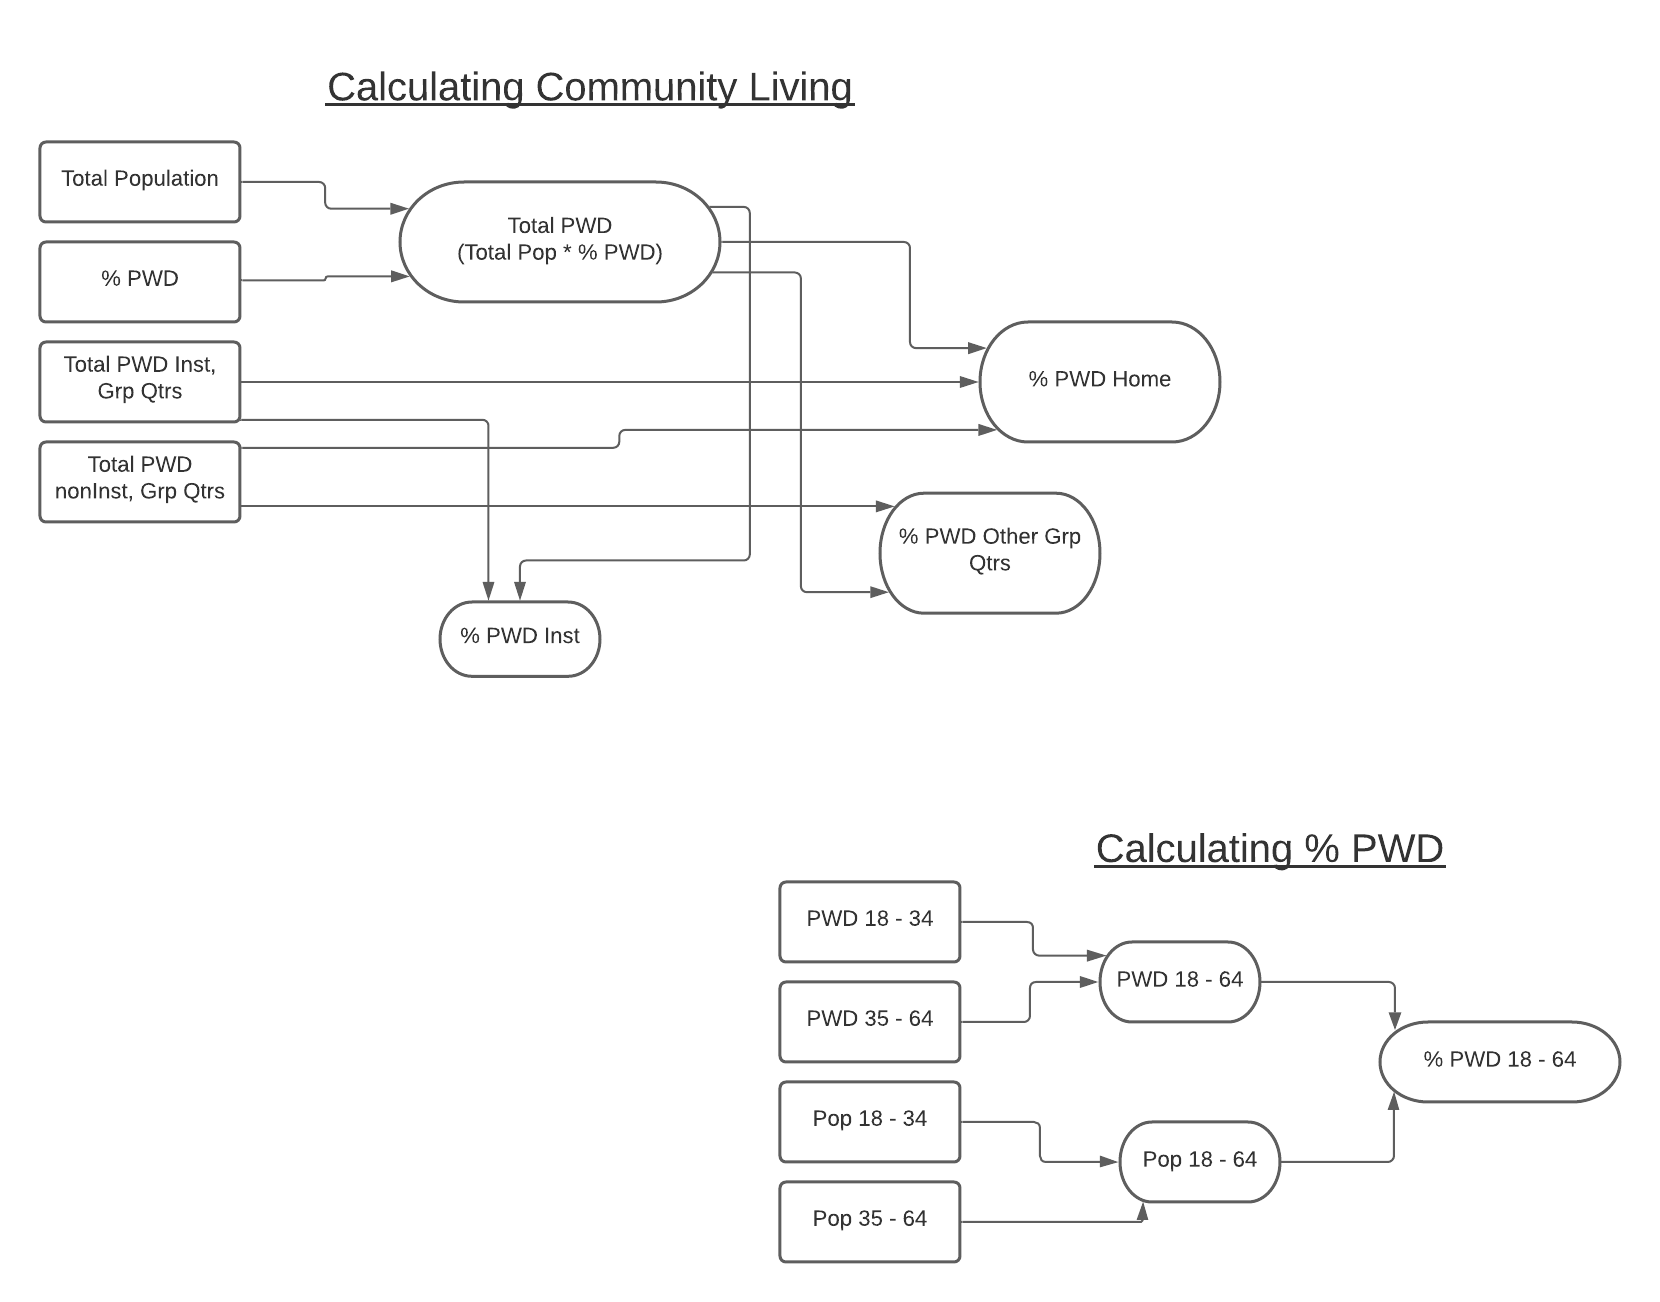 Calculating Community Living
Total Population
% PWD
Total PWD Inst,
Grp Qtrs
Total PWD
nonInst, Grp Qtrs
Total PWD
(Total Pop * % PWD)
% PWD Home
% PWD Other Grp
Qtrs
% PWD Inst
Calculating % PWD
PWD 18 - 34
PWD 35 - 64
Pop 18 - 34
Pop 35 - 64
PWD 18 - 64
Pop 18 - 64
% PWD 18 - 64